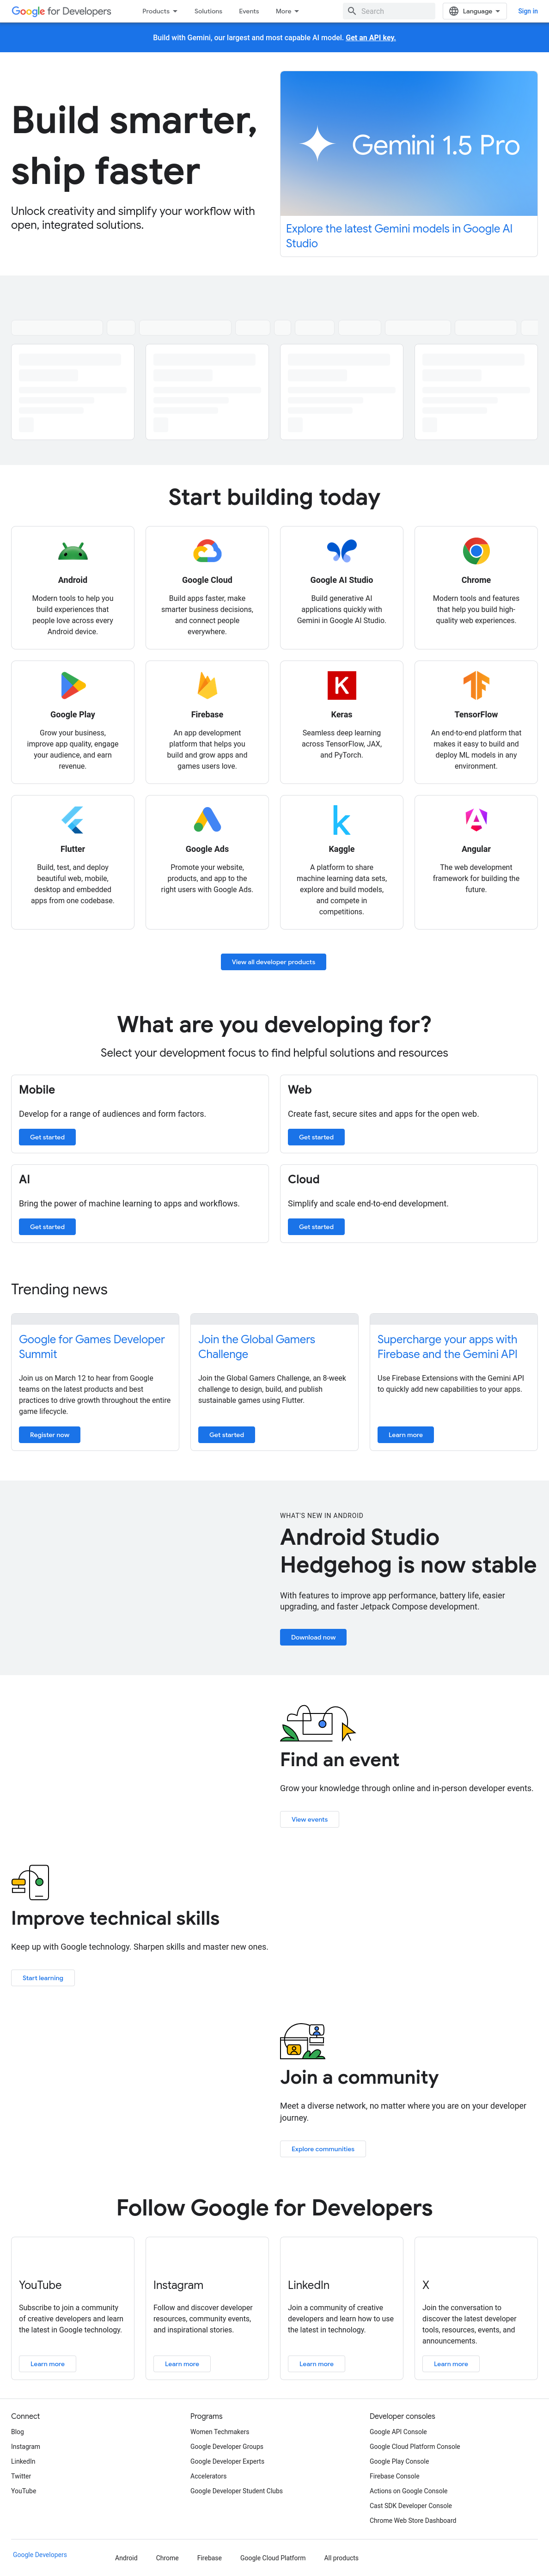 Google for Developers Products Solutions Events More Search Language Sign in
Build with Gemini, our largest and most capable AI model. Get an API key.
Build smarter,
ship faster
Unlock creativity and simplify your workflow with
open, integrated solutions.
Gemini 1.5 Pro
Explore the latest Gemini models in Google AI
Studio
Start building today
Android
Modern tools to help you
build experiences that
people love across every
Android device.
Google Cloud
Build apps faster, make
smarter business decisions,
and connect people
everywhere.
Google AI Studio
Build generative AI
applications quickly with
Gemini in Google AI Studio.
Chrome
Modern tools and features
that help you build high-
quality web experiences.
Google Play
Grow your business,
improve app quality, engage
your audience, and earn
revenue.
Firebase
An app development
platform that helps you
build and grow apps and
games users love.
K
Keras
Seamless deep learning
across TensorFlow, JAX,
and PyTorch.
TensorFlow
An end-to-end platform that
makes it easy to build and
deploy ML models in any
environment.
Flutter
Build, test, and deploy
beautiful web, mobile,
desktop and embedded
apps from one codebase.
Google Ads
Promote your website,
products, and app to the
right users with Google Ads.
k
Kaggle
A platform to share
machine learning data sets,
explore and build models,
and compete in
competitions.
Angular
The web development
framework for building the
future.
View all developer products
What are you developing for?
Select your development focus to find helpful solutions and resources
Mobile
Develop for a range of audiences and form factors.
Get started
Web
Create fast, secure sites and apps for the open web.
Get started
AI
Bring the power of machine learning to apps and workflows.
Get started
Cloud
Simplify and scale end-to-end development.
Get started
Trending news
Google for Games Developer
Summit
Join us on March 12 to hear from Google
teams on the latest products and best
practices to drive growth throughout the entire
game lifecycle.
Register now
Join the Global Gamers
Challenge
Join the Global Gamers Challenge, an 8-week
challenge to design, build, and publish
sustainable games using Flutter.
Get started
Supercharge your apps with
Firebase and the Gemini API
Use Firebase Extensions with the Gemini API
to quickly add new capabilities to your apps.
Learn more
WHAT'S NEW IN ANDROID
Android Studio
Hedgehog is now stable
With features to improve app performance, battery life, easier
upgrading, and faster Jetpack Compose development.
Download now
Find an event
Grow your knowledge through online and in-person developer events.
View events
Improve technical skills
Keep up with Google technology. Sharpen skills and master new ones.
Start learning
Join a community
Meet a diverse network, no matter where you are on your developer
journey.
Explore communities
Follow Google for Developers
YouTube
Subscribe to join a community
of creative developers and learn
the latest in Google technology.
Learn more
Instagram
Follow and discover developer
resources, community events,
and inspirational stories.
Learn more
LinkedIn
Join a community of creative
developers and learn how to use
the latest in technology.
Learn more
X
Join the conversation to
discover the latest developer
tools, resources, events, and
announcements.
Learn more
Connect
Blog
Instagram
LinkedIn
Twitter
YouTube
Programs
Women Techmakers
Google Developer Groups
Google Developer Experts
Accelerators
Google Developer Student Clubs
Developer consoles
Google API Console
Google Cloud Platform Console
Google Play Console
Firebase Console
Actions on Google Console
Cast SDK Developer Console
Chrome Web Store Dashboard
Google Developers Android Chrome Firebase Google Cloud Platform All products